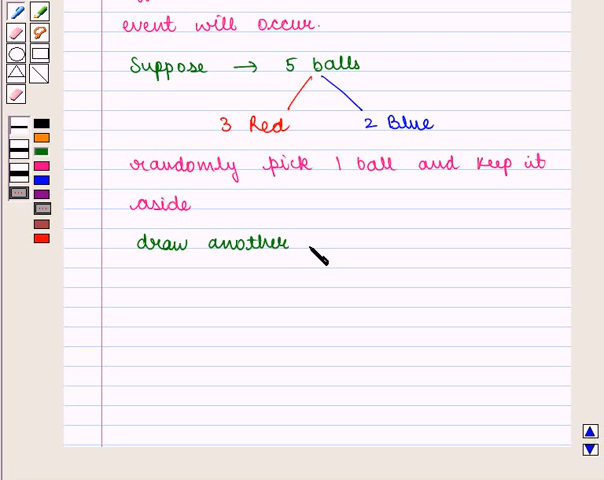 event will occur.
Suppose → 5 balls
3 Red 2 Blue
randomly pick 1 ball and keep it
aside
draw another